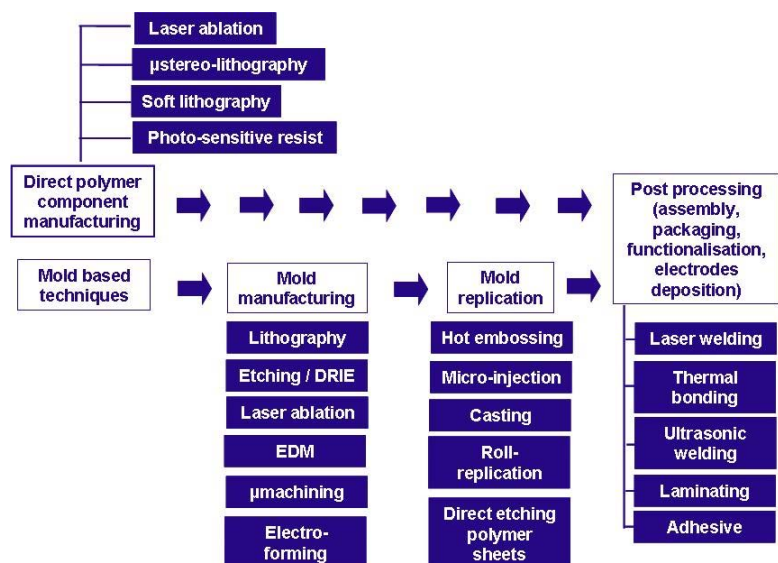 Laser ablation
µstereo-lithography
Soft lithography
Photo-sensitive resist
Direct polymer
component
manufacturing
Post processing
(assembly,
packaging,
functionalisation,
electrodes
deposition)
Mold based
techniques
Mold
manufacturing
Mold
replication
Lithography
Etching / DRIE
Laser ablation
EDM
µmachining
Electro-
forming
Hot embossing
Micro-injection
Casting
Roll-
replication
Direct etching
polymer
sheets
Laser welding
Thermal
bonding
Ultrasonic
welding
Laminating
Adhesive